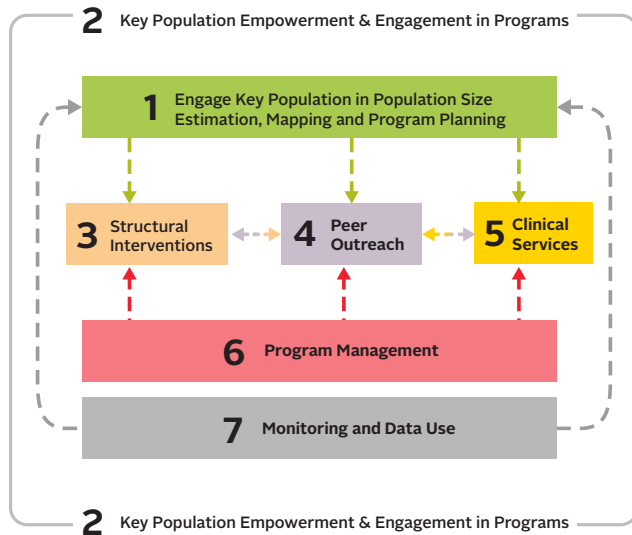 2 Key Population Empowerment & Engagement in Programs
1 Engage Key Population in Population Size
Estimation, Mapping and Program Planning
3 Structural
Interventions
4 Peer
Outreach
5 Clinical
Services
6 Program Management
7 Monitoring and Data Use
2 Key Population Empowerment & Engagement in Programs